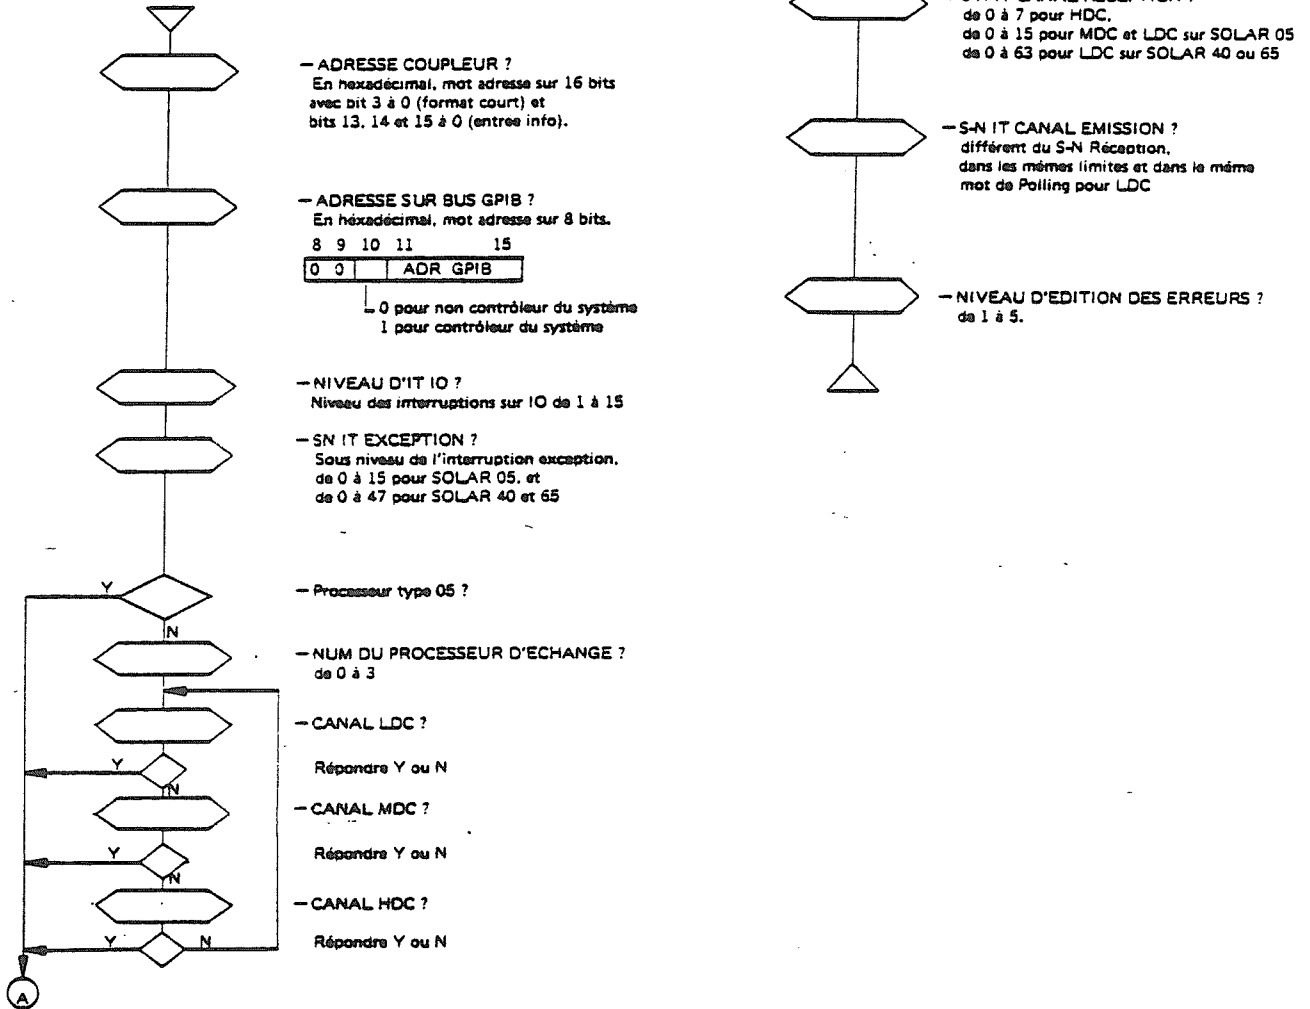 — ADRESSE COUPLEUR ?
En hexadécimal, mot adresse sur 16 bits
avec bit 3 à 0 (format court) et
bits 13, 14 et 15 à 0 (entree info).
— ADRESSE SUR BUS GPIB ?
En héxadécimal, mot adresse sur 8 bits.
8 9 10 11 15
0 0 ADR GPIB
0 pour non contrôleur du système
1 pour contrôleur du système
— NIVEAU D'IT IO ?
Niveau des interruptions sur IO de 1 à 15
— SN IT EXCEPTION ?
Sous niveau de l'interruption exception,
de 0 à 15 pour SOLAR 05, et
de 0 à 47 pour SOLAR 40 et 65
Y
— Processeur type 05 ?
N
— NUM DU PROCESSEUR D'ECHANGE ?
de 0 à 3
— CANAL LDC ?
Y
Répondre Y ou N
N
— CANAL MDC ?
Y
Répondre Y ou N
N
— CANAL HDC ?
Y N
Répondre Y ou N
A
CANAL RECEPTION ?
de 0 à 7 pour HDC,
de 0 à 15 pour MDC et LDC sur SOLAR 05
de 0 à 63 pour LDC sur SOLAR 40 ou 65
— S-N IT CANAL EMISSION ?
différent du S-N Réception,
dans les mêmes limites et dans le même
mot de Polling pour LDC
— NIVEAU D'EDITION DES ERREURS ?
de 1 à 5.